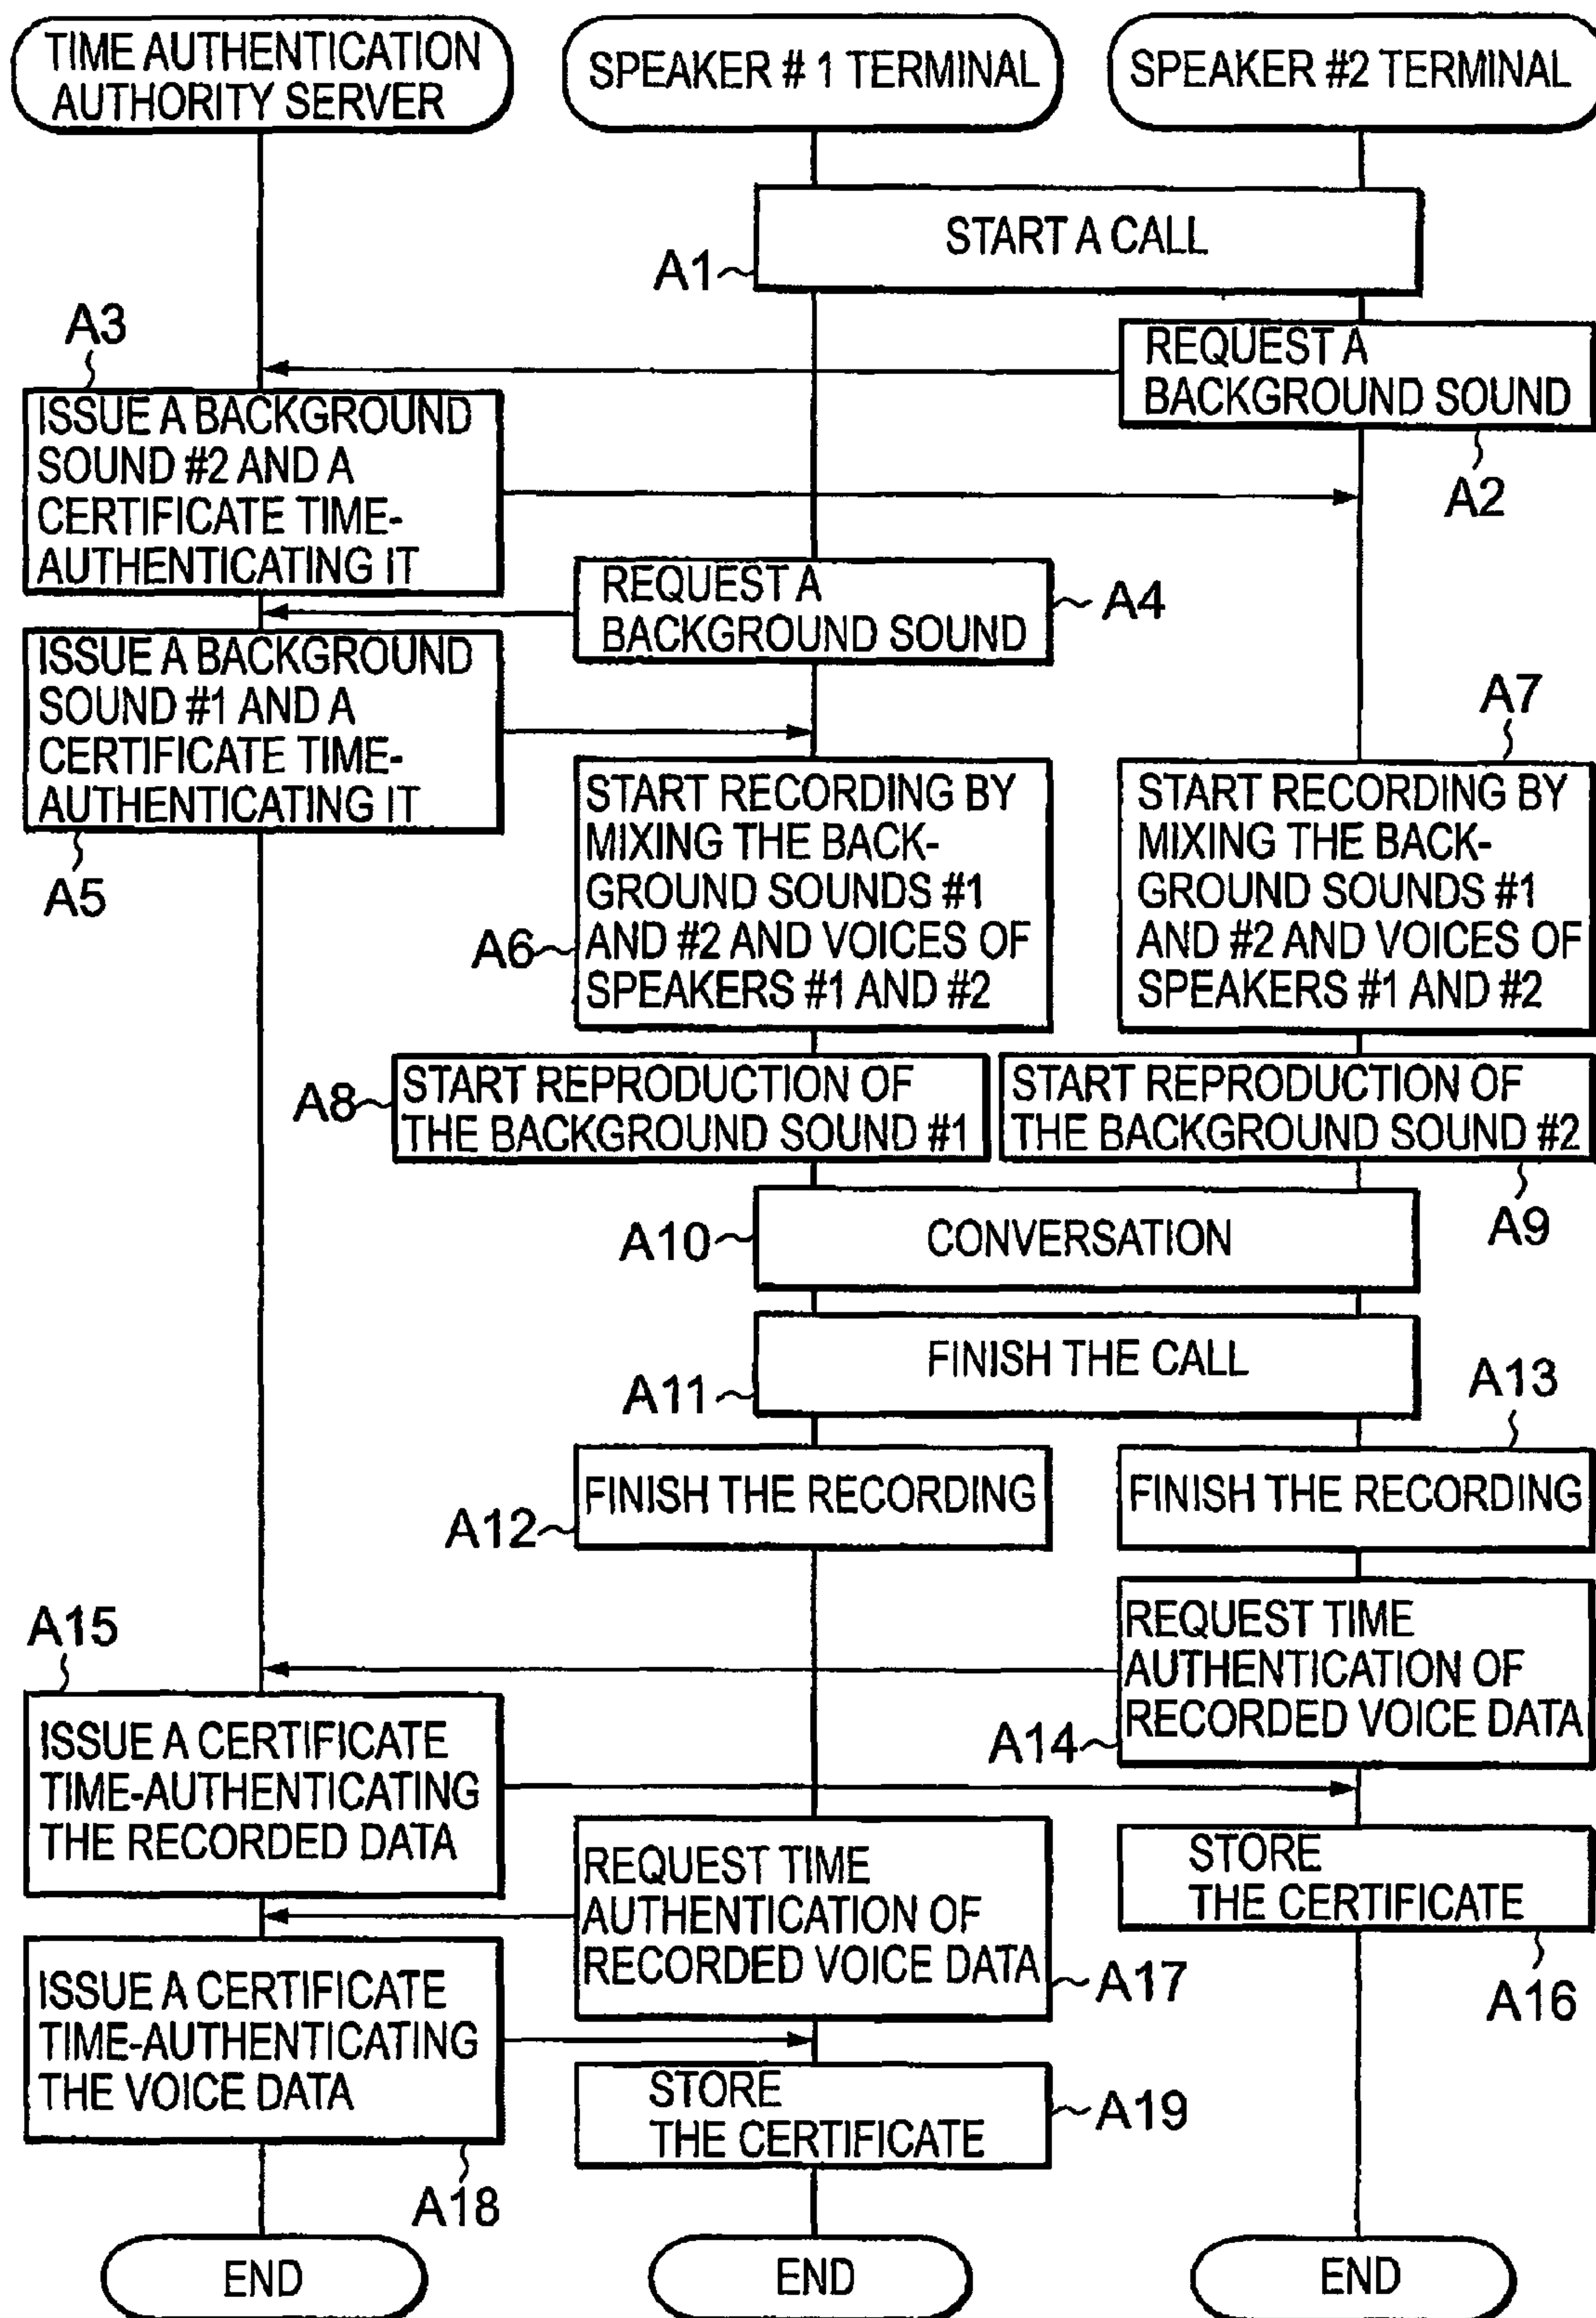 TIME AUTHENTICATION
AUTHORITY SERVER
SPEAKER # 1 TERMINAL
SPEAKER #2 TERMINAL
START A CALL
A1
A3
REQUEST A
BACKGROUND SOUND
A2
ISSUE A BACKGROUND
SOUND #2 AND A
CERTIFICATE TIME-
AUTHENTICATING IT
REQUEST A
BACKGROUND SOUND
A4
ISSUE A BACKGROUND
SOUND #1 AND A
CERTIFICATE TIME-
AUTHENTICATING IT
A5
A7
START RECORDING BY
MIXING THE BACK-
GROUND SOUNDS #1
AND #2 AND VOICES OF
SPEAKERS #1 AND #2
A6
START RECORDING BY
MIXING THE BACK-
GROUND SOUNDS #1
AND #2 AND VOICES OF
SPEAKERS #1 AND #2
A8
START REPRODUCTION OF
THE BACKGROUND SOUND #1
START REPRODUCTION OF
THE BACKGROUND SOUND #2
A9
A10
CONVERSATION
FINISH THE CALL
A11
A13
FINISH THE RECORDING
A12
FINISH THE RECORDING
A15
REQUEST TIME
AUTHENTICATION OF
RECORDED VOICE DATA
A14
ISSUE A CERTIFICATE
TIME-AUTHENTICATING
THE RECORDED DATA
REQUEST TIME
AUTHENTICATION OF
RECORDED VOICE DATA
A17
STORE
THE CERTIFICATE
A16
ISSUE A CERTIFICATE
TIME-AUTHENTICATING
THE VOICE DATA
A18
STORE
THE CERTIFICATE
A19
END
END
END